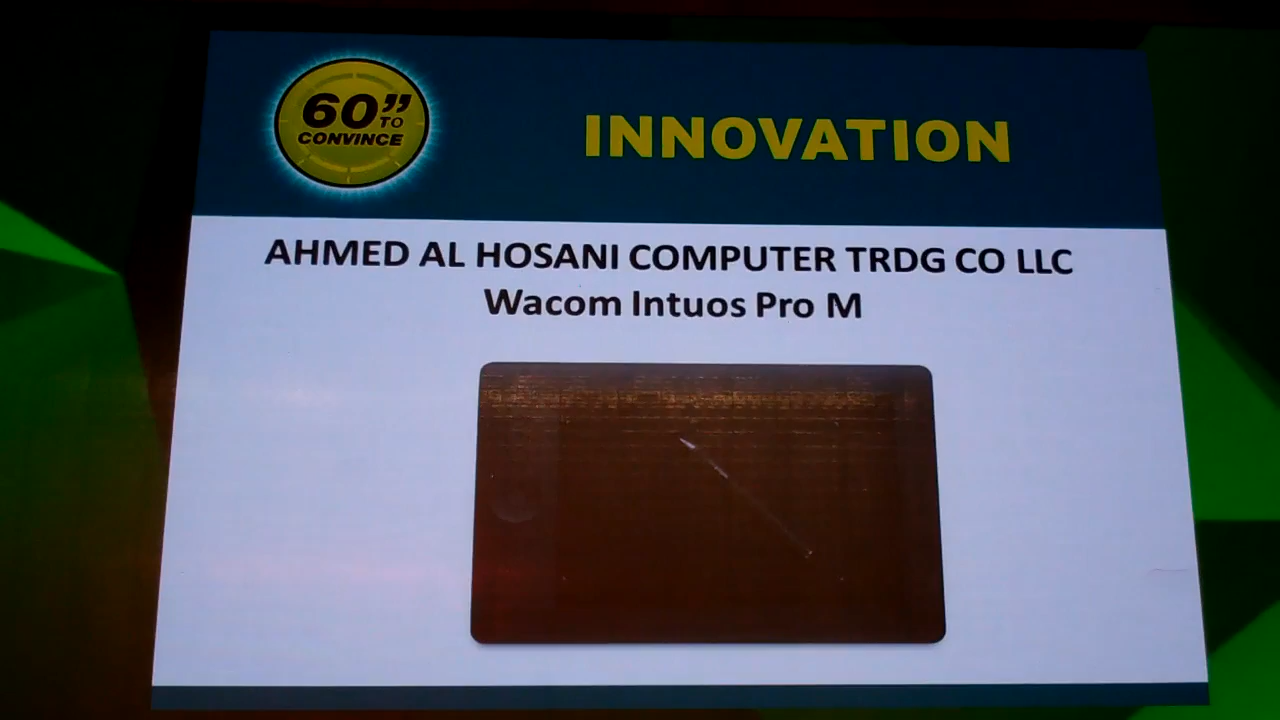 60”
TO
CONVINCE
INNOVATION
AHMED AL HOSANI COMPUTER TRDG CO LLC
Wacom Intuos Pro M